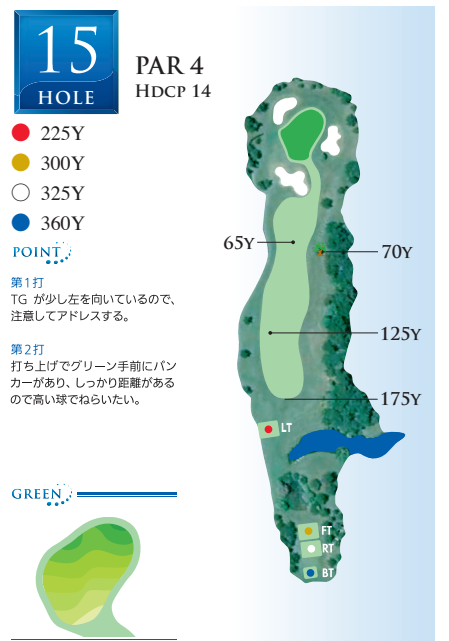 15
HOLE
PAR 4
HDCP 14
225Y
300Y
325Y
360Y
POINT
第1打
TG が少し左を向いているので、
注意してアドレスする。
第2打
打ち上げでグリーン手前にバン
カーがあり、しっかり距離がある
ので高い球でねらいたい。
GREEN
65Y
70Y
125Y
175Y
LT
FT
RT
BT